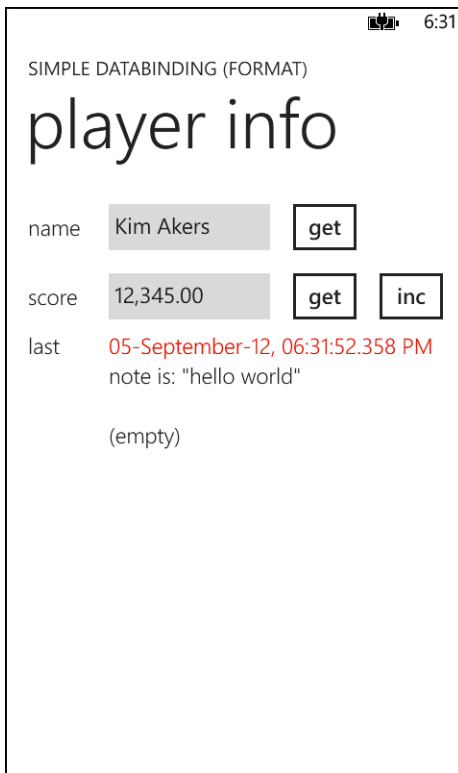 6:31
SIMPLE DATABINDING (FORMAT)
player info
name Kim Akers get
score 12,345.00 get inc
last 05-September-12, 06:31:52.358 PM
note is: "hello world"
(empty)